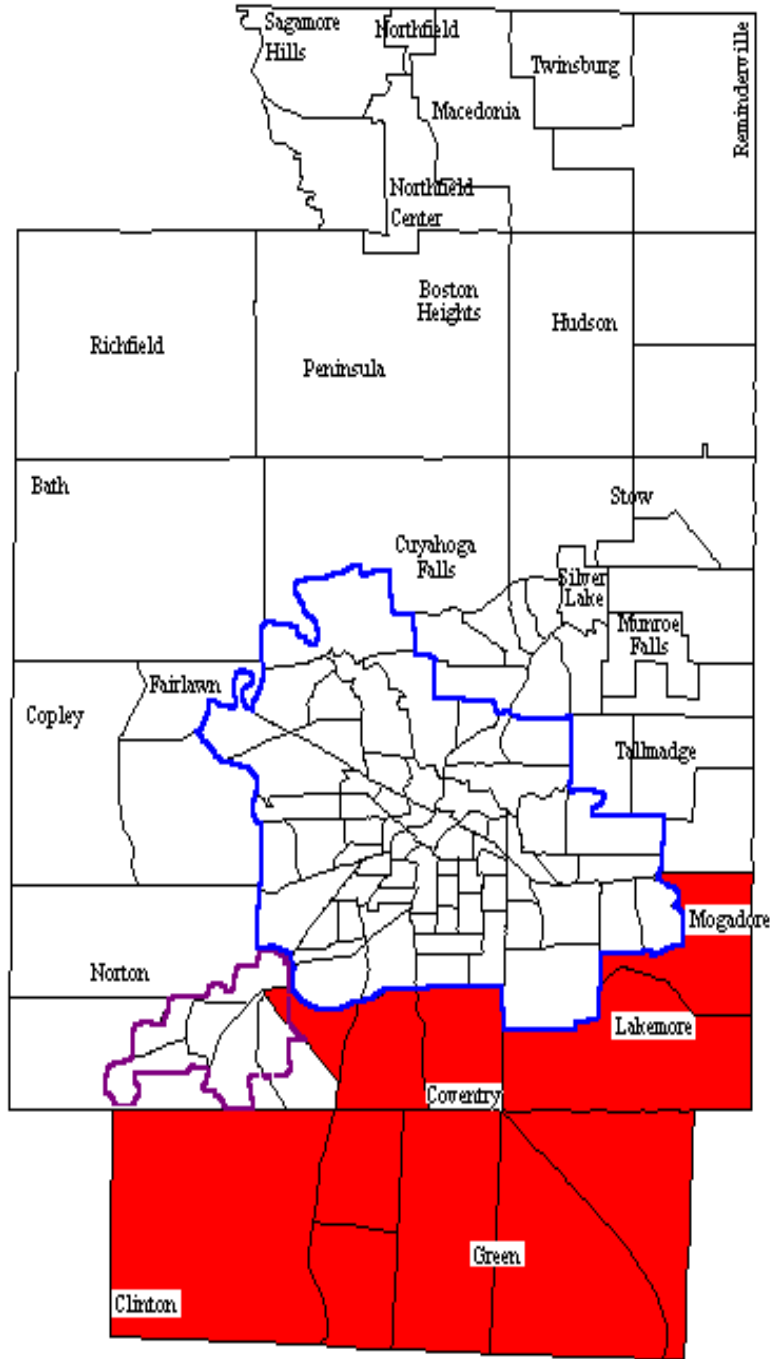 Sagamore
Hills
Northfield
Twinsburg
Reminderville
Macedonia
Northfield
Center
Boston
Heights
Hudson
Richfield
Peninsula
Bath
Stow
Cuyahoga
Falls
Silver
Lake
Munroe
Falls
Fairlawn
Copley
Tallmadge
Mogadore
Norton
Lakemore
Coventry
Green
Clinton